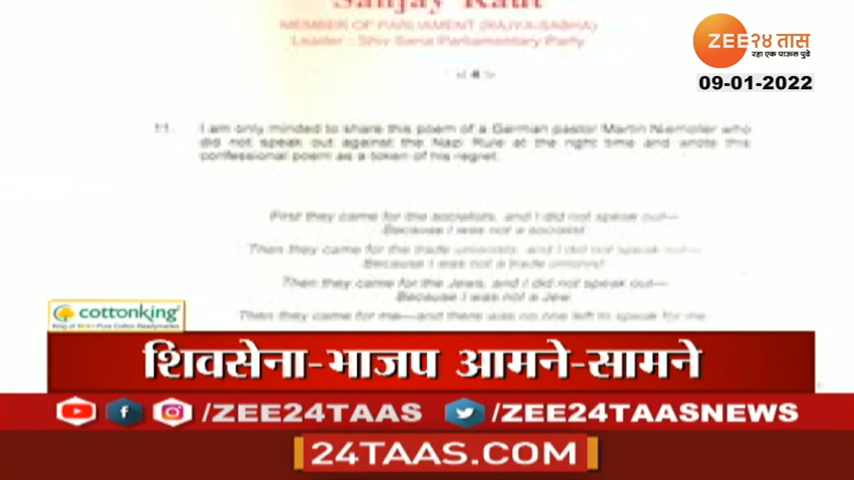 Sanjay Raut
MEMBER OF PARLIAMENT (RAJYA SABHA)
Leader : Shiv Sena Parliamentary Party
ZEE २४ तास
रहा एक पाऊल पुढे
09-01-2022
4
11. I am only minded to share this poem of a German pastor Martin Niemoller who
did not speak out against the Nazi Rule at the right time and wrote this
confessional poem as a token of his regret.
First they came for the socialists, and I did not speak out—
Because I was not a socialist
Then they came for the trade unionists, and I did not speak out—
Because I was not a trade unionist
Then they came for the Jews, and I did not speak out—
Because I was not a Jew
Then they came for me—and there was no one left to speak for me
cottonking
King of Pure Cotton Readymades
शिवसेना-भाजप आमने-सामने
/ZEE24TAAS /ZEE24TAASNEWS
24TAAS.COM